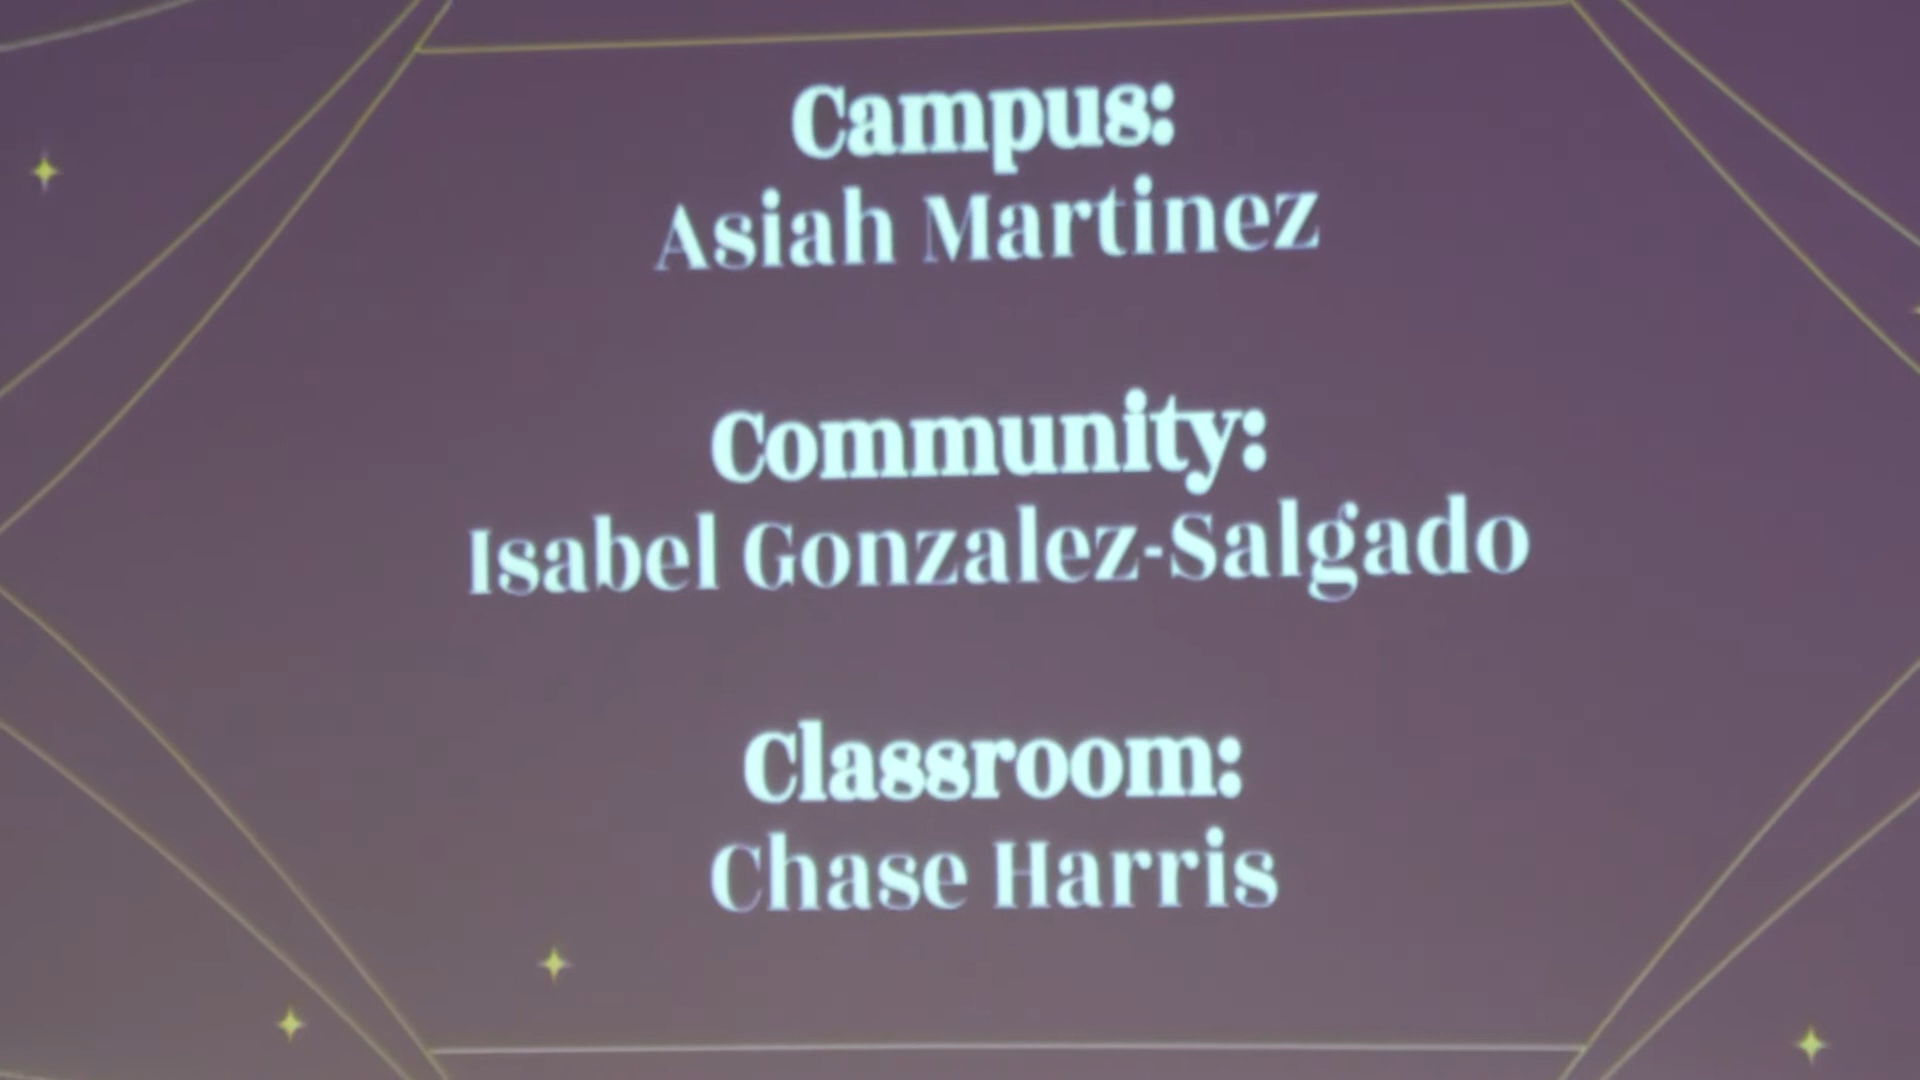 Campus:
Asiah Martinez
Community:
Isabel Gonzalez-Salgado
Classroom:
Chase Harris